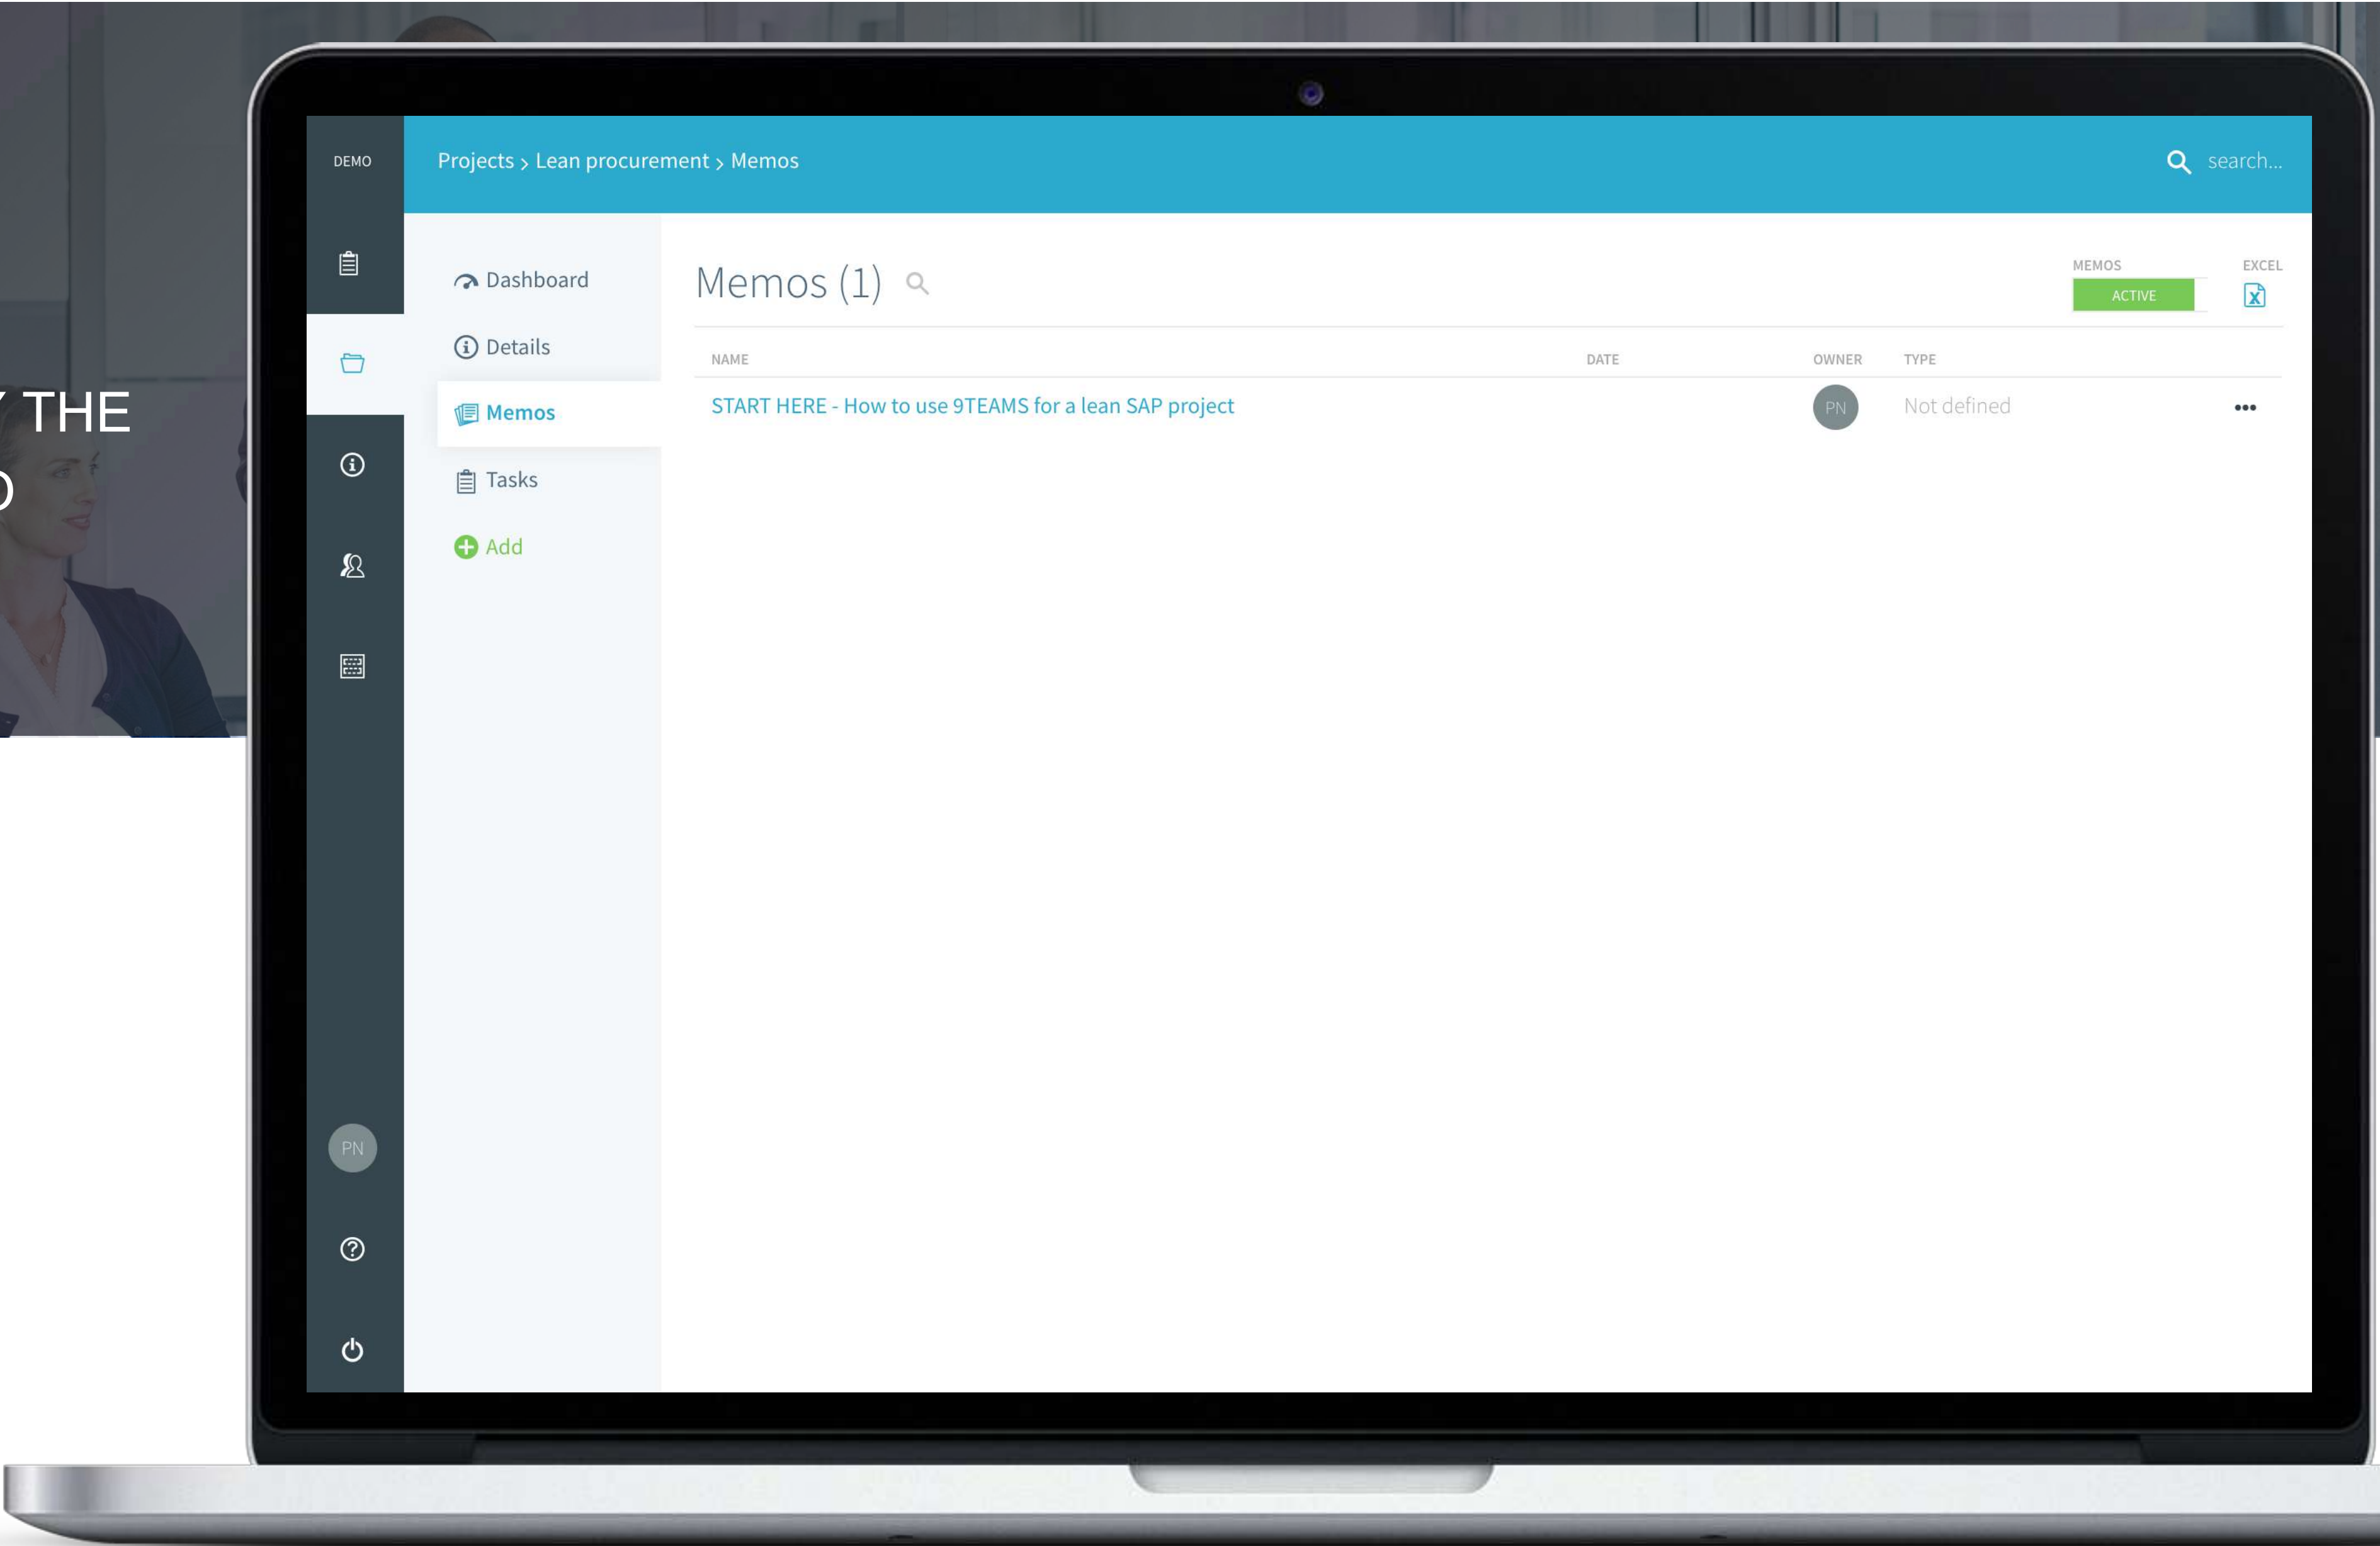 THE
DEMO
Projects > Lean procurement > Memos
search...
Dashboard
Details
Memos
Tasks
Add
Memos (1)
MEMOS
ACTIVE
EXCEL
NAME DATE OWNER TYPE
START HERE - How to use 9TEAMS for a lean SAP project PN Not defined
PN